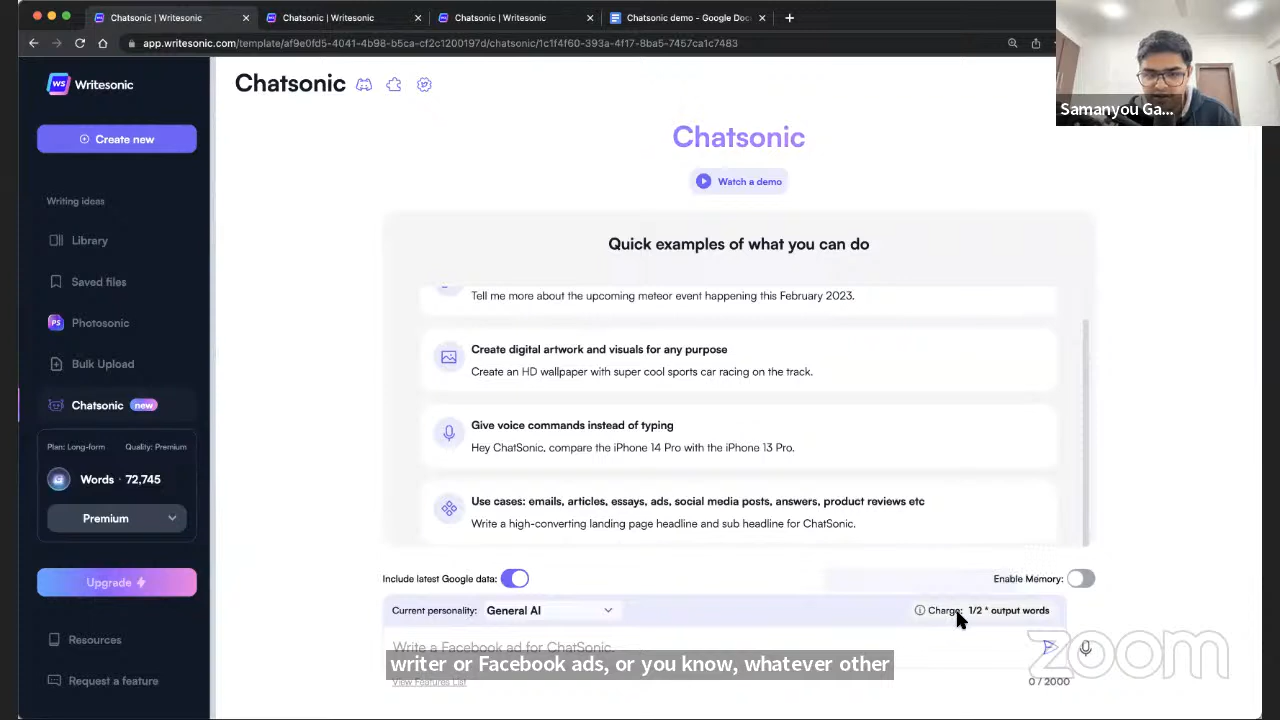 Chatsonic | Writesonic
Chatsonic | Writesonic
Chatsonic | Writesonic
Chatsonic demo - Google Doc
app.writesonic.com/template/af9e0fd5-4041-4b98-b5ca-cf2c1200197d/chatsonic/1c1f4f60-393a-4f17-8ba5-7457ca1c7483
Samanyou Ga...
WS Writesonic
Chatsonic
Create new
Chatsonic
Watch a demo
Writing ideas
Library
Saved files
PS Photosonic
Bulk Upload
Chatsonic new
Plan: Long-form Quality: Premium
Words · 72,745
Premium
Upgrade
Resources
Request a feature
Quick examples of what you can do
Tell me more about the upcoming meteor event happening this February 2023.
Create digital artwork and visuals for any purpose
Create an HD wallpaper with super cool sports car racing on the track.
Give voice commands instead of typing
Hey ChatSonic, compare the iPhone 14 Pro with the iPhone 13 Pro.
Use cases: emails, articles, essays, ads, social media posts, answers, product reviews etc
Write a high-converting landing page headline and sub headline for ChatSonic.
Include latest Google data: Enable Memory:
Current personality: General AI Charge: 1/2 * output words
Write a Facebook ad for ChatSonic.
writer or Facebook ads, or you know, whatever other
View Features List 0 / 2000
zoom